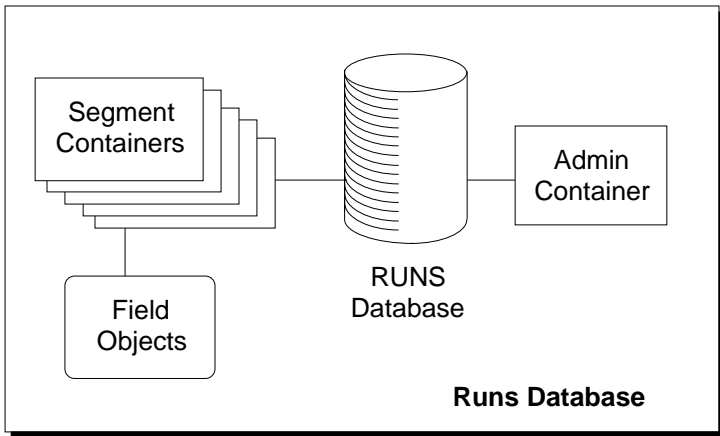 Segment
Containers
Admin
Container
RUNS
Database
Field
Objects
Runs Database